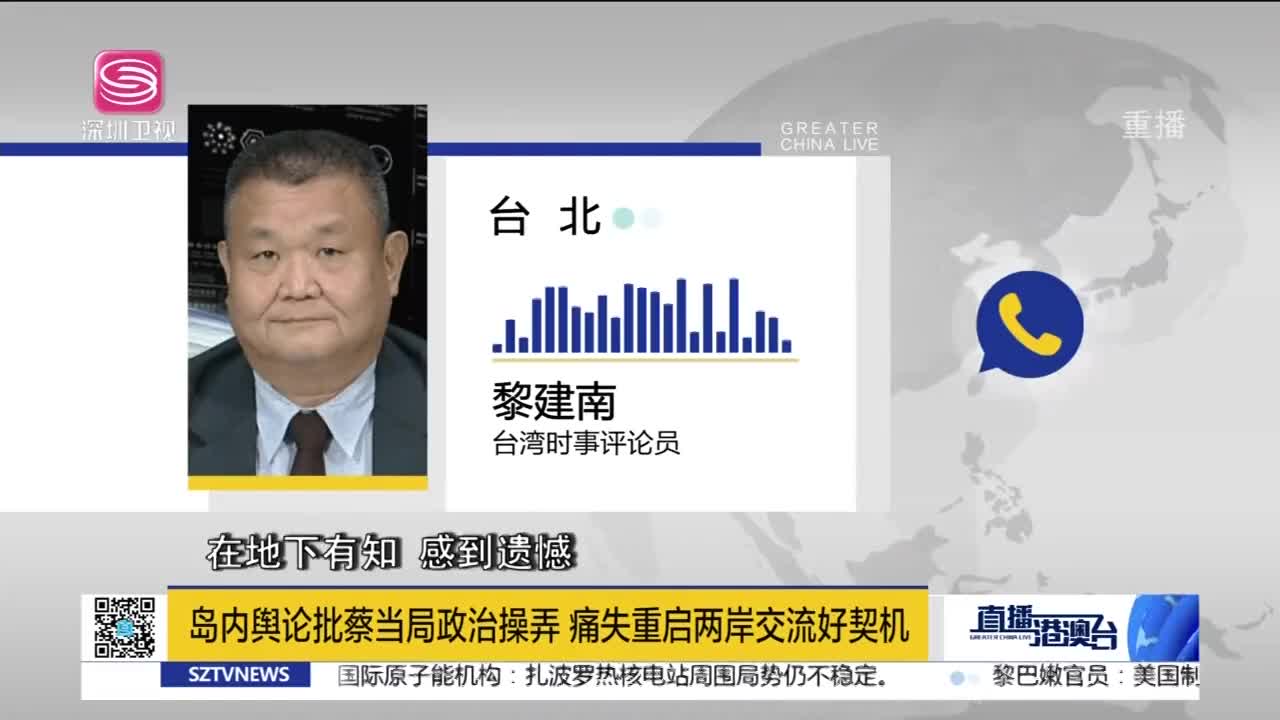 深圳卫视
GREATER
CHINA LIVE
重播
台 北
黎建南
台湾时事评论员
在地下有知 感到遗憾
岛内舆论批蔡当局政治操弄 痛失重启两岸交流好契机
直播港澳台
GREATER CHINA LIVE
SZTVNEWS 国际原子能机构：扎波罗热核电站周围局势仍不稳定。 黎巴嫩官员：美国制